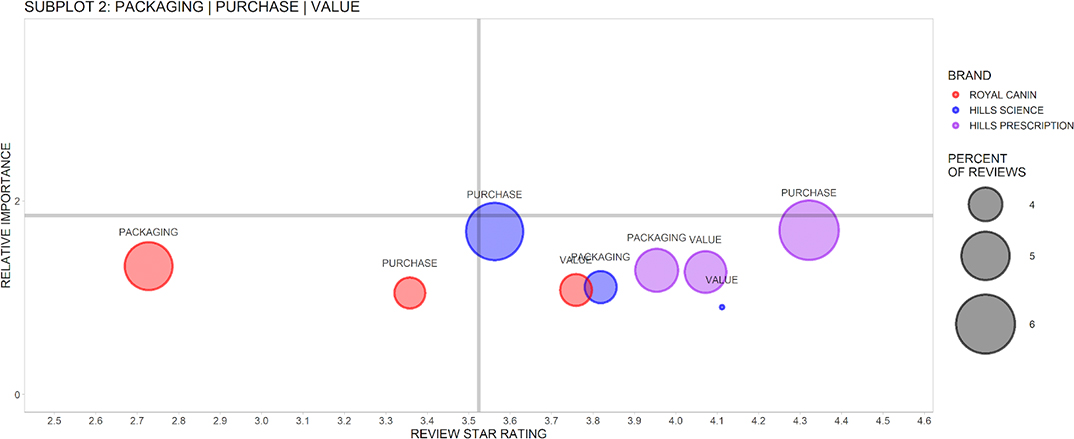 SUBPLOT 2: PACKAGING | PURCHASE | VALUE
RELATIVE IMPORTANCE
2
0
PURCHASE
PURCHASE
PACKAGING
PACKAGING
VALUE
PACKAGING
VALUE
PURCHASE
VALUE
2.5 2.6 2.7 2.8 2.9 3.0 3.1 3.2 3.3 3.4 3.5 3.6 3.7 3.8 3.9 4.0 4.1 4.2 4.3 4.4 4.5 4.6
REVIEW STAR RATING
BRAND
ROYAL CANIN
HILLS SCIENCE
HILLS PRESCRIPTION
PERCENT
OF REVIEWS
4
5
6